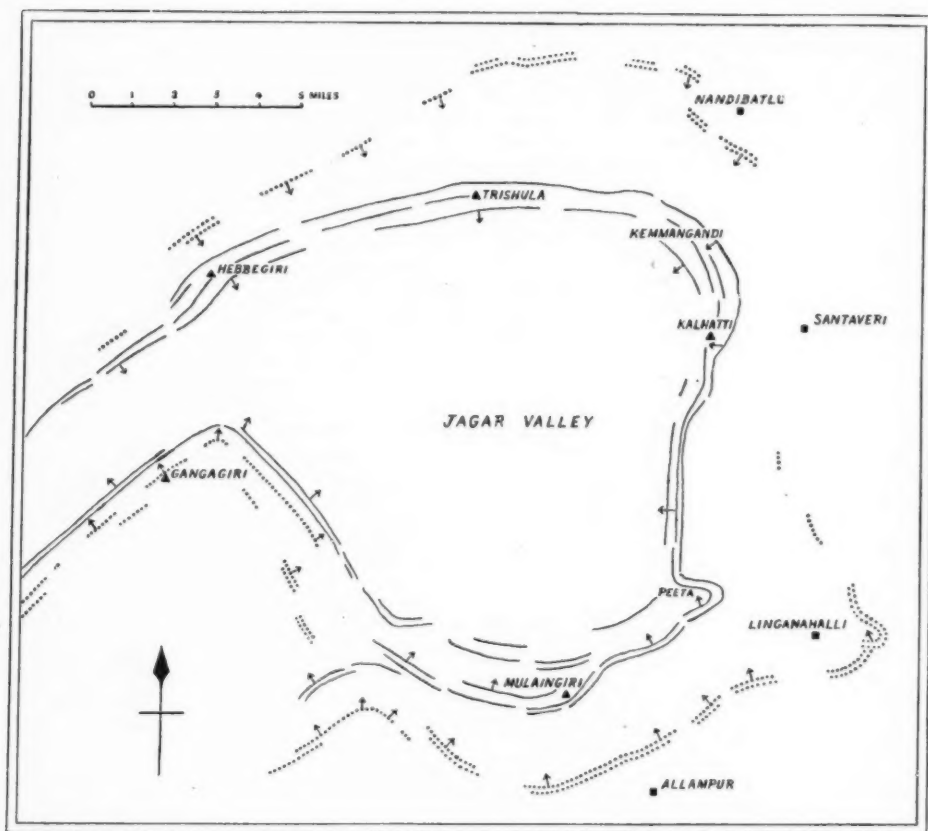 0 1 2 3 4 5 MILES
NANDIBATLU
TRISHULA
KEMMANGANDI
HEBBEGIRI
SANTAVERI
KALHATTI
JAGAR VALLEY
GANGAGIRI
PEETA
LINGANAHALLI
MULAINGIRI
ALLAMPUR